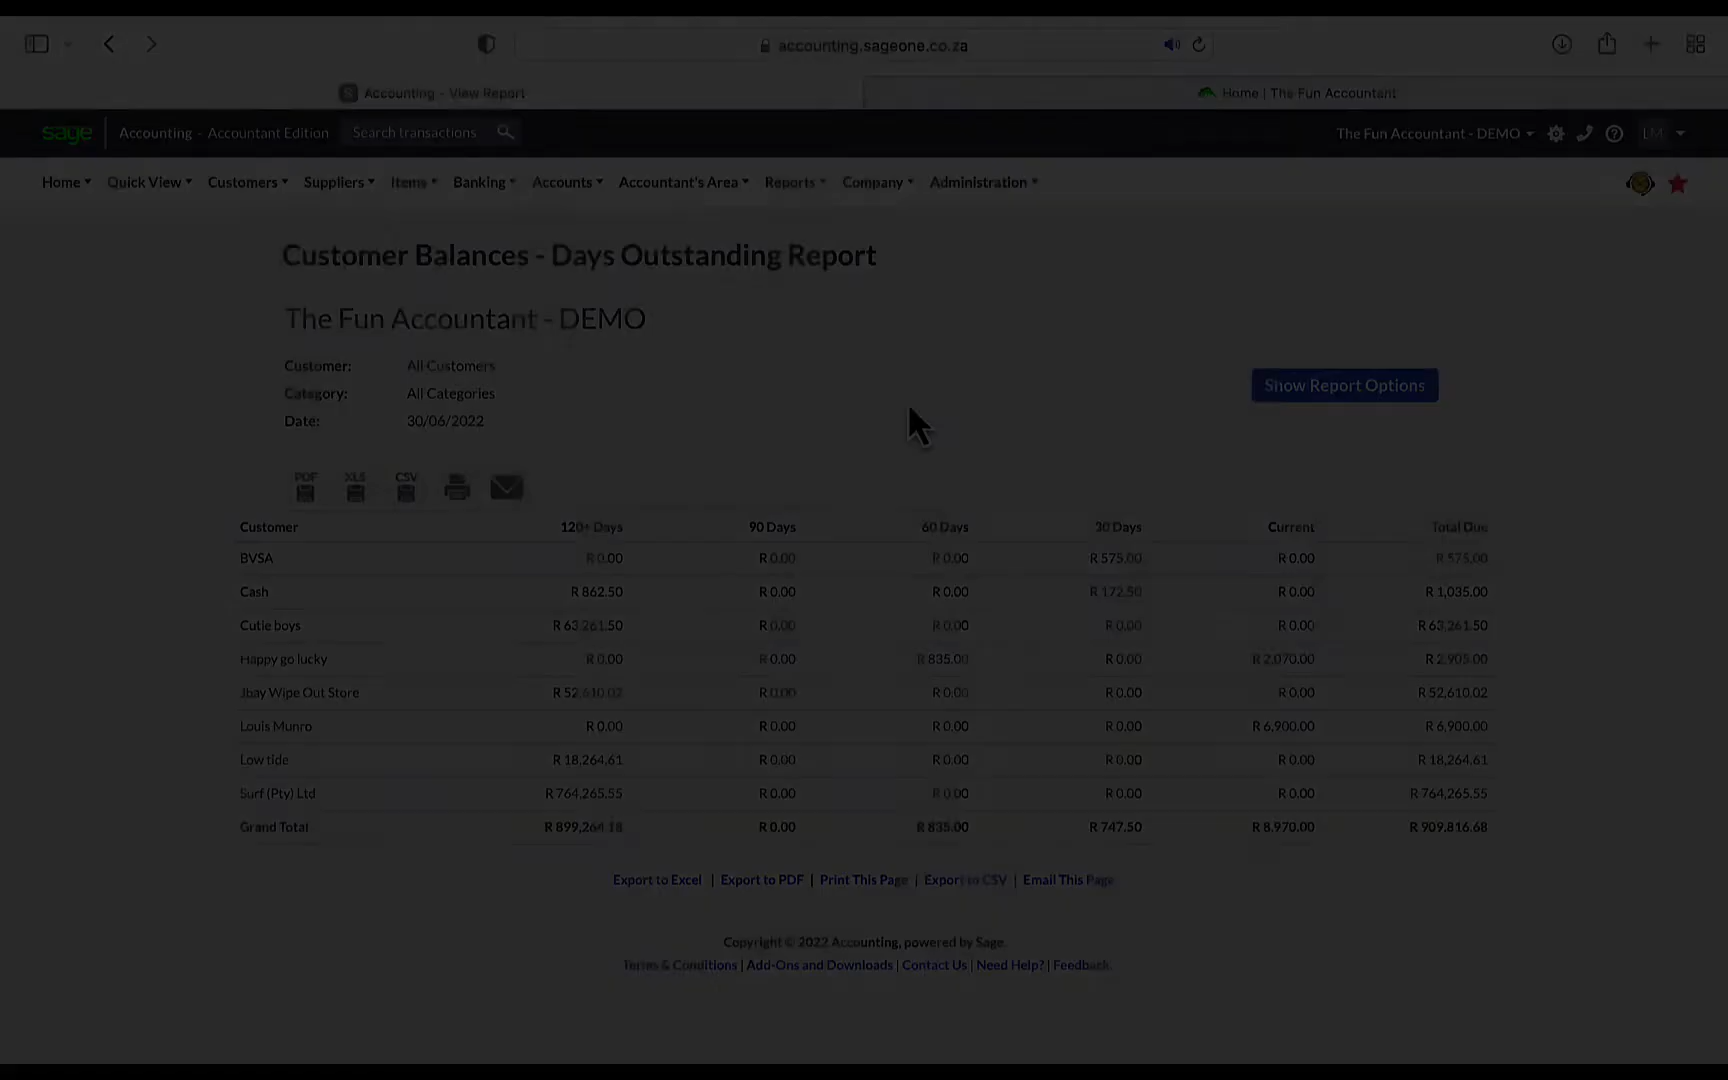 accounting.sageone.co.za
Accounting - View Report
Home | The Fun Accountant
sage Accounting - Accountant Edition Search transactions The Fun Accountant - DEMO LM
Home Quick View Customers Suppliers Items Banking Accounts Accountant's Area Reports Company Administration
Customer Balances - Days Outstanding Report
The Fun Accountant - DEMO
Customer: All Customers
Category: All Categories
Date: 30/06/2022
Show Report Options
PDF XLS CSV
Customer 120+ Days 90 Days 60 Days 30 Days Current Total Due
BVSA R 0.00 R 0.00 R 0.00 R 575.00 R 0.00 R 575.00
Cash R 862.50 R 0.00 R 0.00 R 172.50 R 0.00 R 1,035.00
Cutie boys R 63,261.50 R 0.00 R 0.00 R 0.00 R 0.00 R 63,261.50
Happy go lucky R 0.00 R 0.00 R 835.00 R 0.00 R 2,070.00 R 2,905.00
Jbay Wipe Out Store R 52,610.02 R 0.00 R 0.00 R 0.00 R 0.00 R 52,610.02
Louis Munro R 0.00 R 0.00 R 0.00 R 0.00 R 6,900.00 R 6,900.00
Low tide R 18,264.61 R 0.00 R 0.00 R 0.00 R 0.00 R 18,264.61
Surf (Pty) Ltd R 764,265.55 R 0.00 R 0.00 R 0.00 R 0.00 R 764,265.55
Grand Total R 899,264.18 R 0.00 R 835.00 R 747.50 R 8,970.00 R 909,816.68
Export to Excel | Export to PDF | Print This Page | Export to CSV | Email This Page
Copyright © 2022 Accounting, powered by Sage.
Terms & Conditions | Add-Ons and Downloads | Contact Us | Need Help? | Feedback.